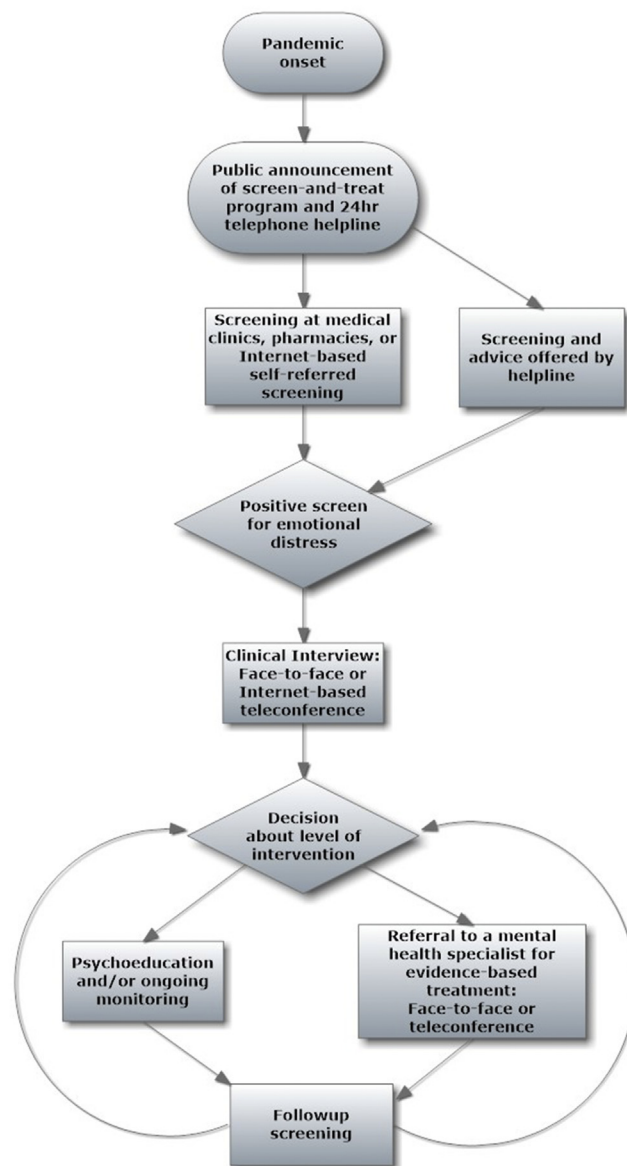 Pandemic
onset
Public announcement
of screen-and-treat
program and 24hr
telephone helpline
Screening at medical
clinics, pharmacies, or
Internet-based
self-referred
screening
Screening and
advice offered by
helpline
Positive screen
for emotional
distress
Clinical Interview:
Face-to-face or
Internet-based
teleconference
Decision
about level of
intervention
Psychoeducation
and/or ongoing
monitoring
Referral to a mental
health specialist for
evidence-based
treatment:
Face-to-face or
teleconference
Followup
screening